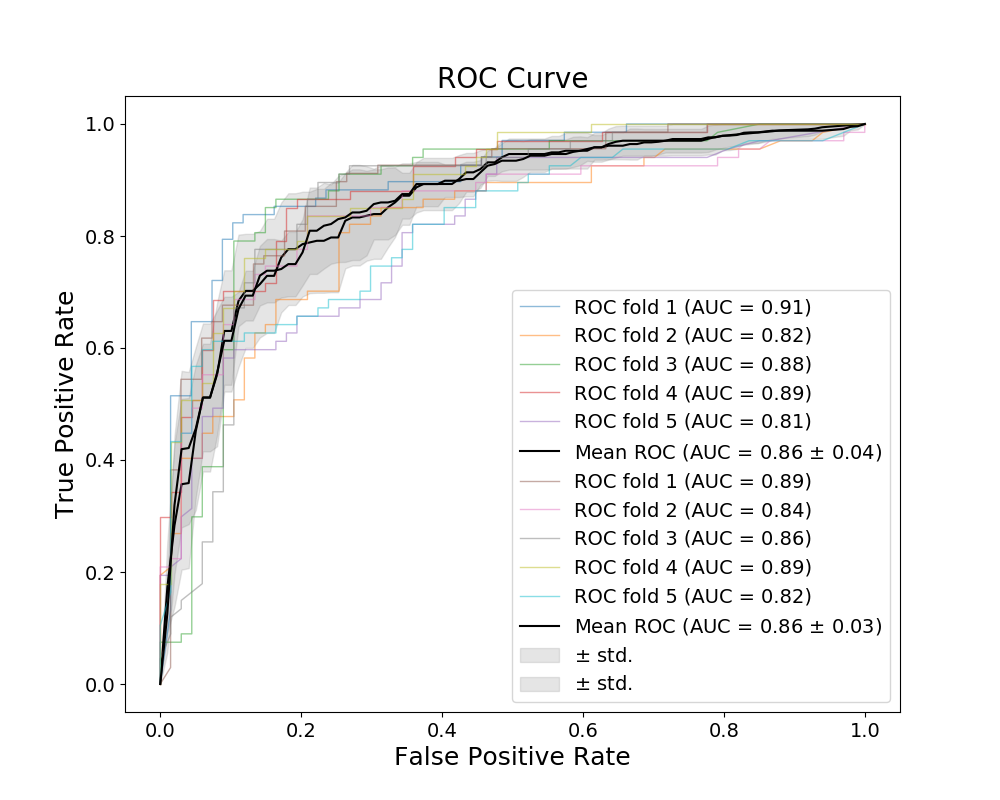 ROC Curve
1.0
0.8
0.6
0.4
0.2
0.0
True Positive Rate
ROC fold 1 (AUC = 0.91)
ROC fold 2 (AUC = 0.82)
ROC fold 3 (AUC = 0.88)
ROC fold 4 (AUC = 0.89)
ROC fold 5 (AUC = 0.81)
Mean ROC (AUC = 0.86 ± 0.04)
ROC fold 1 (AUC = 0.89)
ROC fold 2 (AUC = 0.84)
ROC fold 3 (AUC = 0.86)
ROC fold 4 (AUC = 0.89)
ROC fold 5 (AUC = 0.82)
Mean ROC (AUC = 0.86 ± 0.03)
± std.
± std.
0.0 0.2 0.4 0.6 0.8 1.0
False Positive Rate